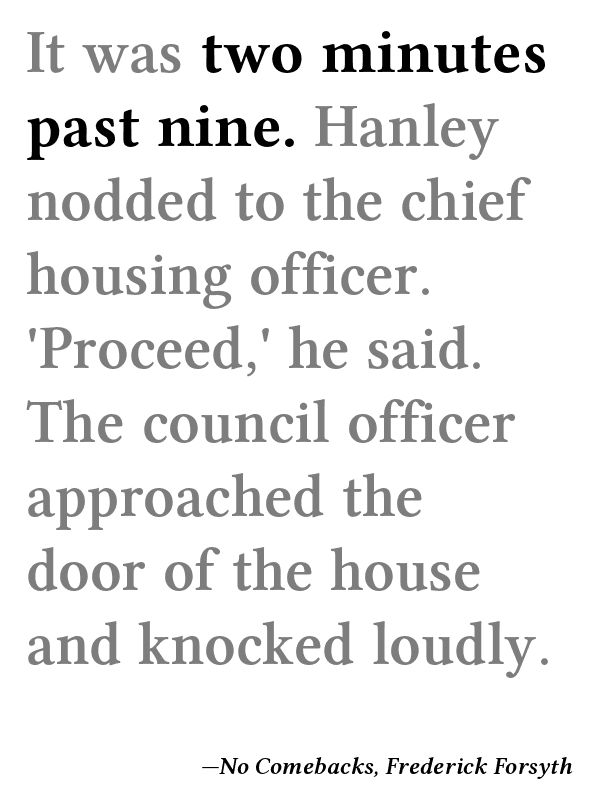 It was two minutes
past nine. Hanley
nodded to the chief
housing officer.
'Proceed,' he said.
The council officer
approached the
door of the house
and knocked loudly.
—No Comebacks, Frederick Forsyth